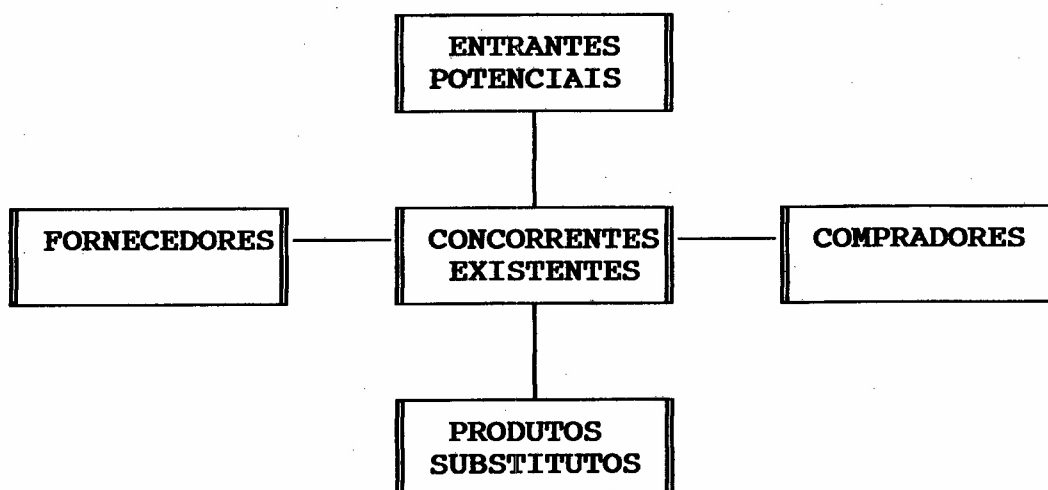 ENTRANTES
POTENCIAIS
FORNECEDORES
CONCORRENTES
EXISTENTES
COMPRADORES
PRODUTOS
SUBSTITUTOS